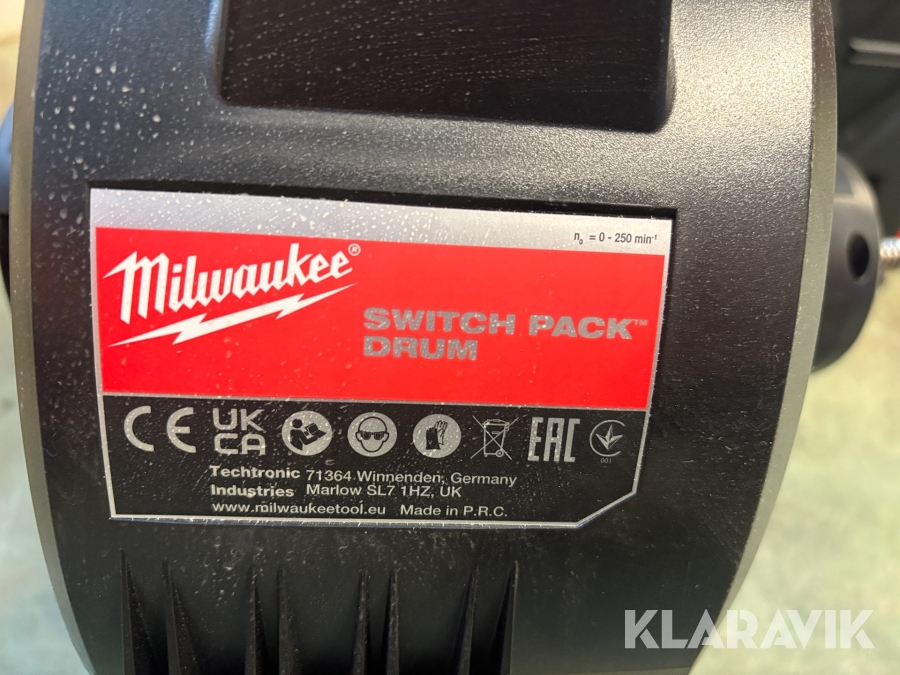 n₀ = 0 - 250 min⁻¹
Milwaukee®
SWITCH PACK™
DRUM
CE UK CA EAC 001
Techtronic 71364 Winnenden, Germany
Industries Marlow SL7 1HZ, UK
www.milwaukeetool.eu Made in P.R.C.
KLARAVIK